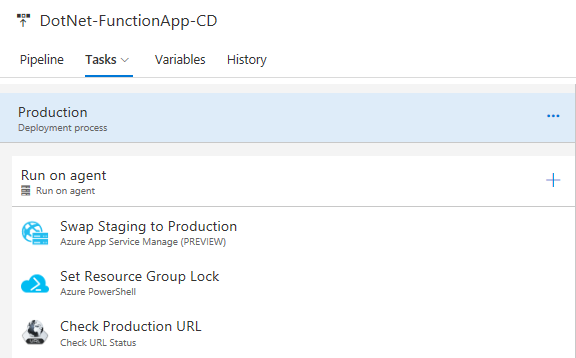 DotNet-FunctionApp-CD
Pipeline Tasks Variables History
Production
Deployment process
Run on agent
Run on agent
Swap Staging to Production
Azure App Service Manage (PREVIEW)
Set Resource Group Lock
Azure PowerShell
Check Production URL
Check URL Status